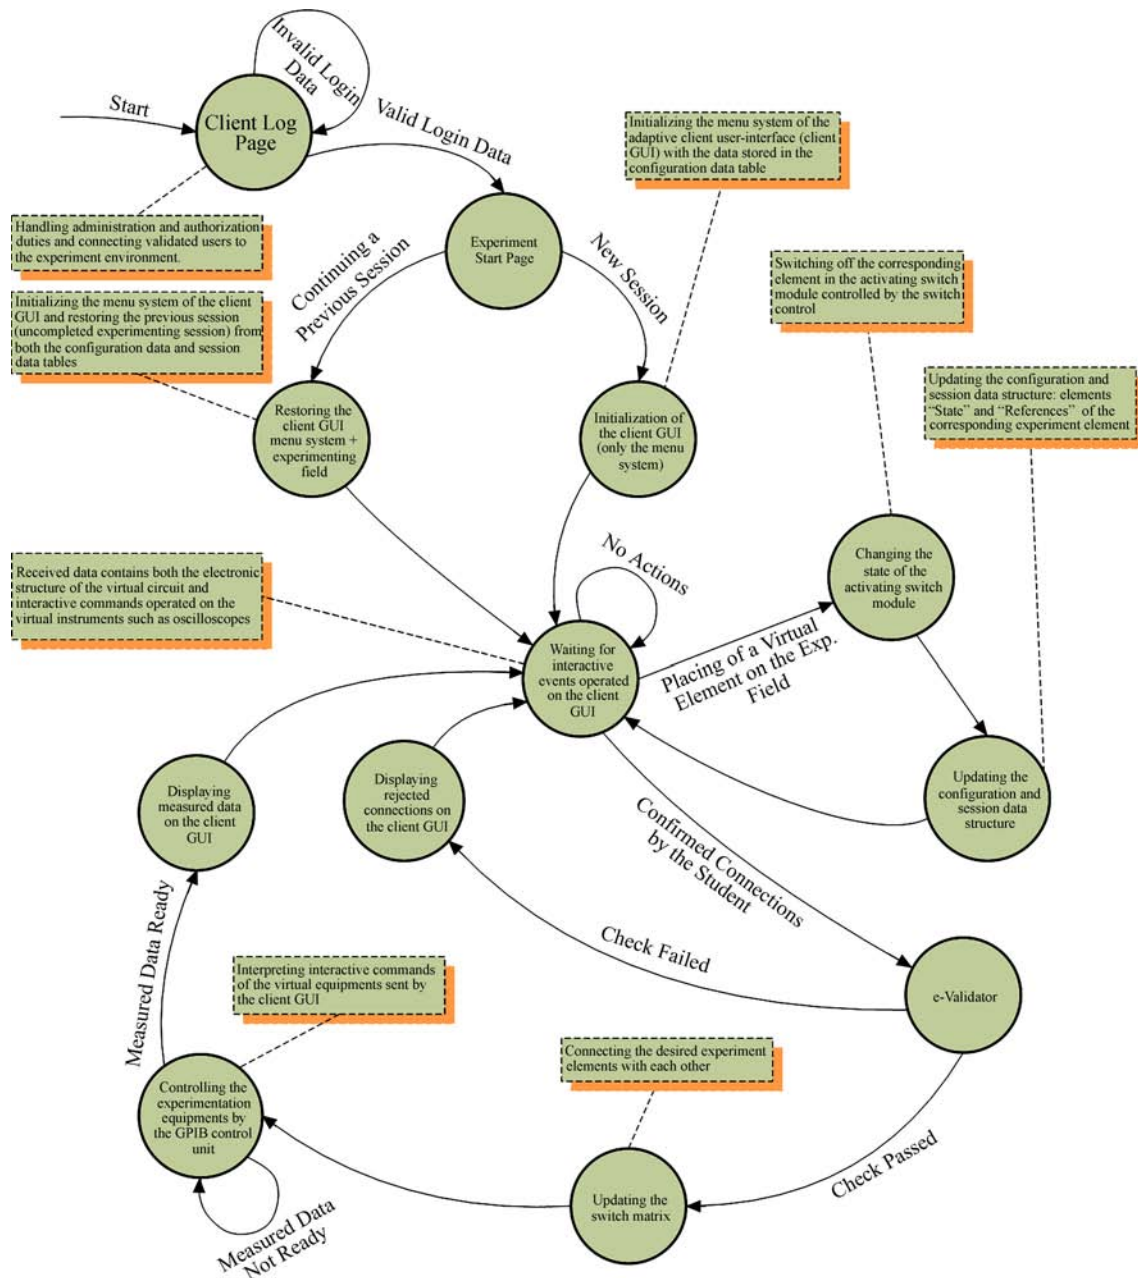 Invalid Login
Data
Start
Client Log
Page
Valid Login Data
Initializing the menu system of the
adaptive client user-interface (client
GUI) with the data stored in the
configuration data table
Handling administration and authorization
duties and connecting validated users to
the experiment environment.
Experiment
Start Page
Continuing a
Previous Session
New Session
Switching off the corresponding
element in the activating switch
module controlled by the switch
control
Initializing the menu system of the client
GUI and restoring the previous session
(uncompleted experimenting session) from
both the configuration data and session
data tables
Updating the configuration and
session data structure: elements
“State” and “References” of the
corresponding experiment element
Restoring the
client GUI
menu system +
experimenting
field
Initialization of
the client GUI
(only the menu
system)
No Actions
Changing the
state of the
activating switch
module
Received data contains both the electronic
structure of the virtual circuit and
interactive commands operated on the
virtual instruments such as oscilloscopes
Waiting for
interactive
events operated
on the client
GUI
Placing of a Virtual
Element on the Exp.
Field
Displaying
measured data
on the client
GUI
Displaying
rejected
connections on
the client GUI
Updating the
configuration and
session data
structure
Confirmed Connections
by the Student
Check Failed
Measured Data Ready
Interpreting interactive commands
of the virtual equipments sent by
the client GUI
e-Validator
Connecting the desired experiment
elements with each other
Controlling the
experimentation
equipments by
the GPIB control
unit
Check Passed
Updating the
switch matrix
Measured Data
Not Ready